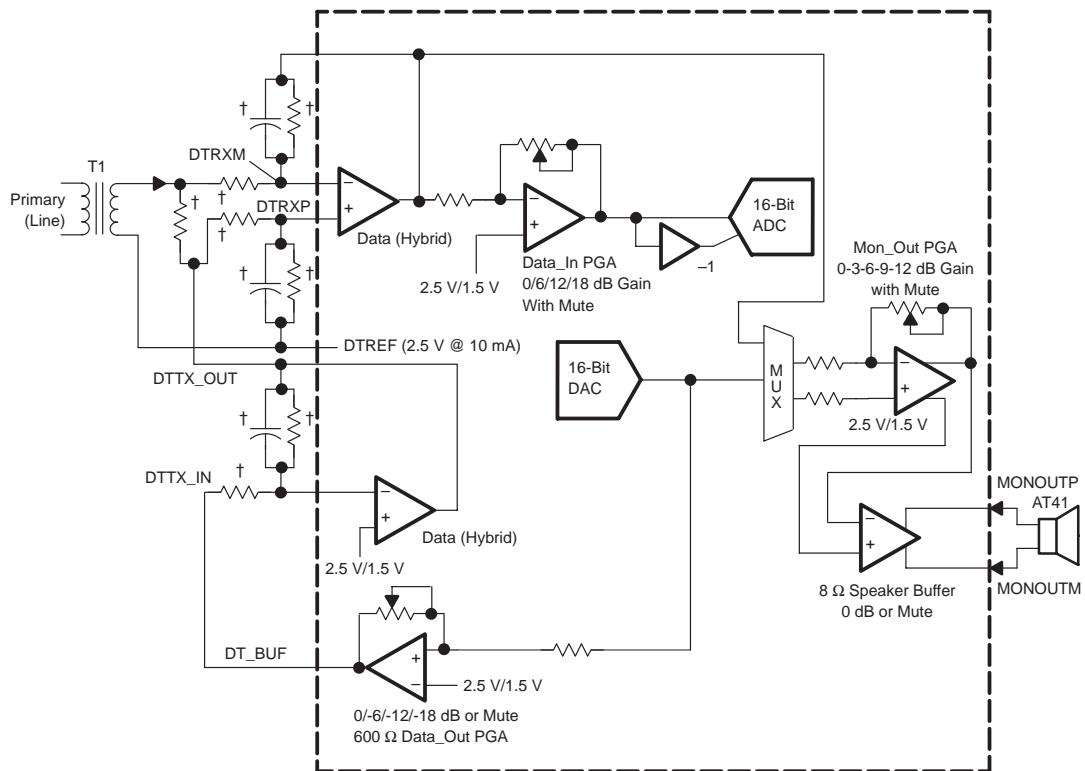 †
†
DTRXM
T1
Primary
(Line)
†
†
DTRXP
†
−
+
Data (Hybrid)
−
+
2.5 V/1.5 V
Data_In PGA
0/6/12/18 dB Gain
With Mute
16-Bit
ADC
−1
†
†
†
Mon_Out PGA
0-3-6-9-12 dB Gain
with Mute
DTREF (2.5 V @ 10 mA)
DTTX_OUT
16-Bit
DAC
MUX
−
+
2.5 V/1.5 V
†
†
DTTX_IN
†
−
+
Data (Hybrid)
2.5 V/1.5 V
MONOUTP
AT41
−
+
MONOUTM
8 Ω Speaker Buffer
0 dB or Mute
DT_BUF
+
−
2.5 V/1.5 V
0/-6/-12/-18 dB or Mute
600 Ω Data_Out PGA